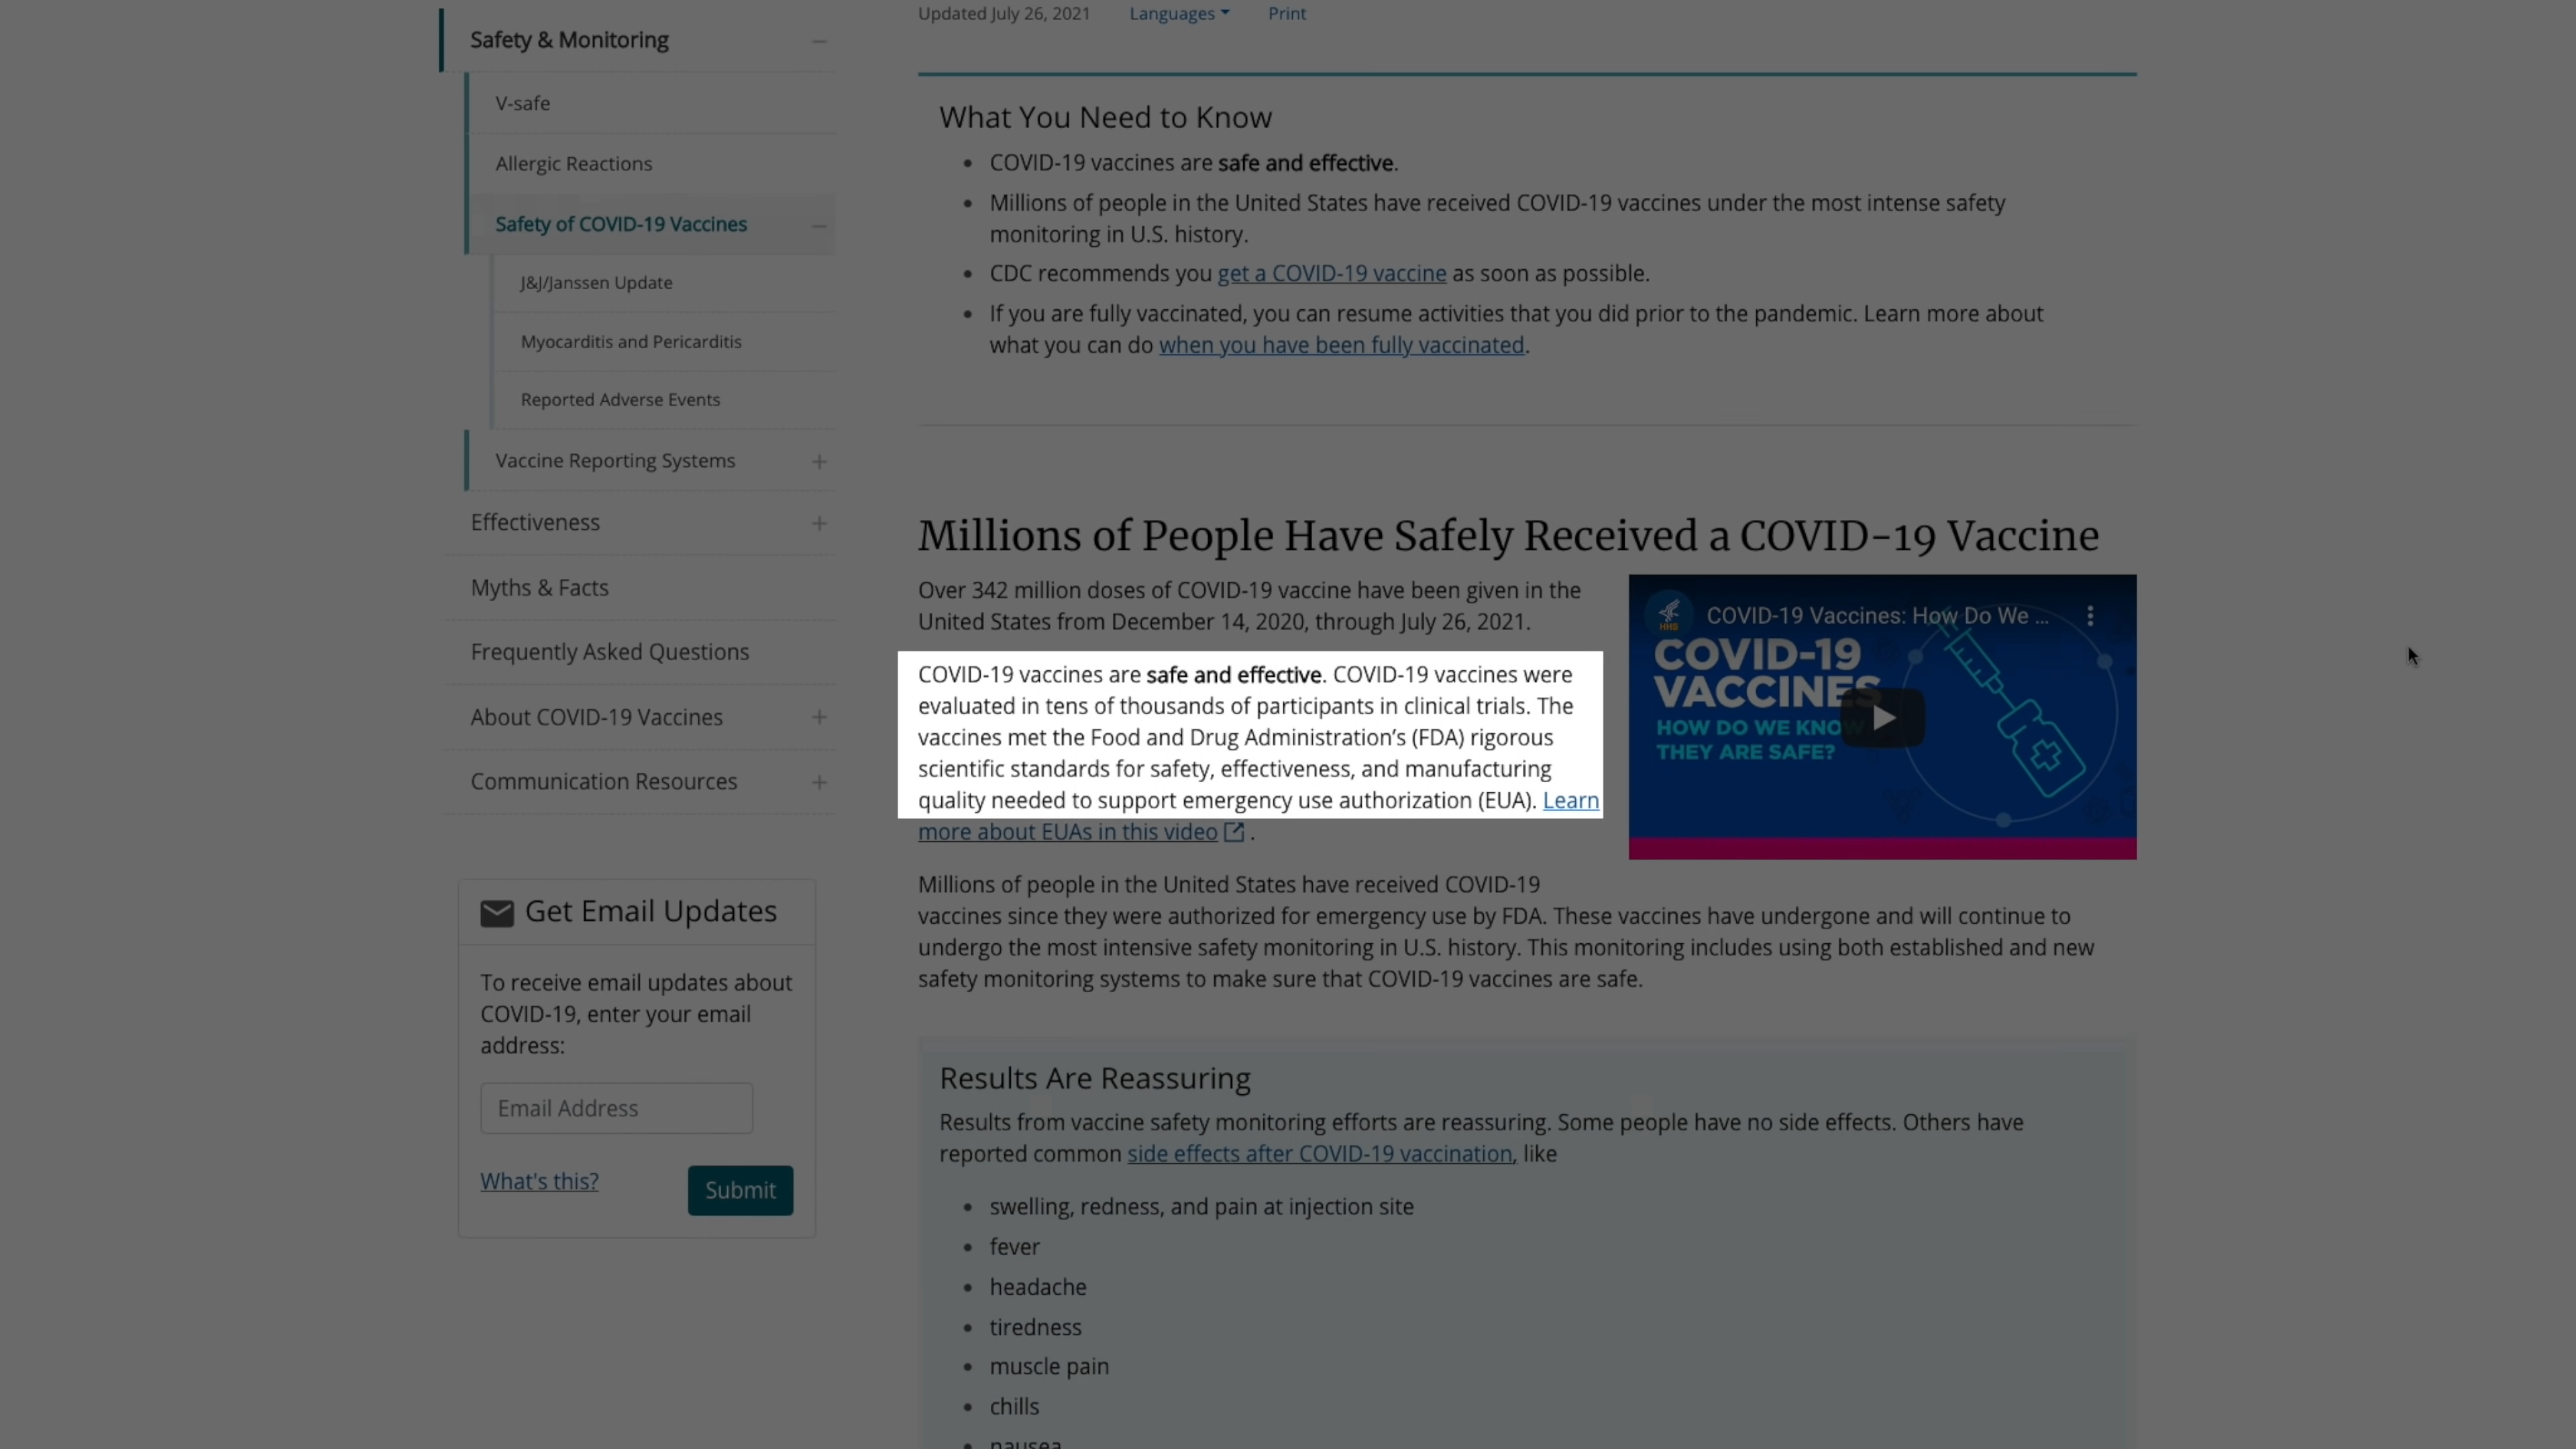 Safety & Monitoring
V-safe
Allergic Reactions
Safety of COVID-19 Vaccines
J&J/Janssen Update
Myocarditis and Pericarditis
Reported Adverse Events
Vaccine Reporting Systems
Effectiveness
Myths & Facts
Frequently Asked Questions
About COVID-19 Vaccines
Communication Resources
Get Email Updates
To receive email updates about
COVID-19, enter your email
address:
Email Address
What's this?
Submit
Updated July 26, 2021 Languages Print
What You Need to Know
• COVID-19 vaccines are safe and effective.
• Millions of people in the United States have received COVID-19 vaccines under the most intense safety
monitoring in U.S. history.
• CDC recommends you get a COVID-19 vaccine as soon as possible.
• If you are fully vaccinated, you can resume activities that you did prior to the pandemic. Learn more about
what you can do when you have been fully vaccinated.
Millions of People Have Safely Received a COVID-19 Vaccine
Over 342 million doses of COVID-19 vaccine have been given in the
United States from December 14, 2020, through July 26, 2021.
COVID-19 vaccines are safe and effective. COVID-19 vaccines were
evaluated in tens of thousands of participants in clinical trials. The
vaccines met the Food and Drug Administration's (FDA) rigorous
scientific standards for safety, effectiveness, and manufacturing
quality needed to support emergency use authorization (EUA). Learn
more about EUAs in this video .
HHS
COVID-19 Vaccines: How Do We ...
COVID-19
VACCINES
HOW DO WE KNOW
THEY ARE SAFE?
Millions of people in the United States have received COVID-19
vaccines since they were authorized for emergency use by FDA. These vaccines have undergone and will continue to
undergo the most intensive safety monitoring in U.S. history. This monitoring includes using both established and new
safety monitoring systems to make sure that COVID-19 vaccines are safe.
Results Are Reassuring
Results from vaccine safety monitoring efforts are reassuring. Some people have no side effects. Others have
reported common side effects after COVID-19 vaccination, like
• swelling, redness, and pain at injection site
• fever
• headache
• tiredness
• muscle pain
• chills
• nausea